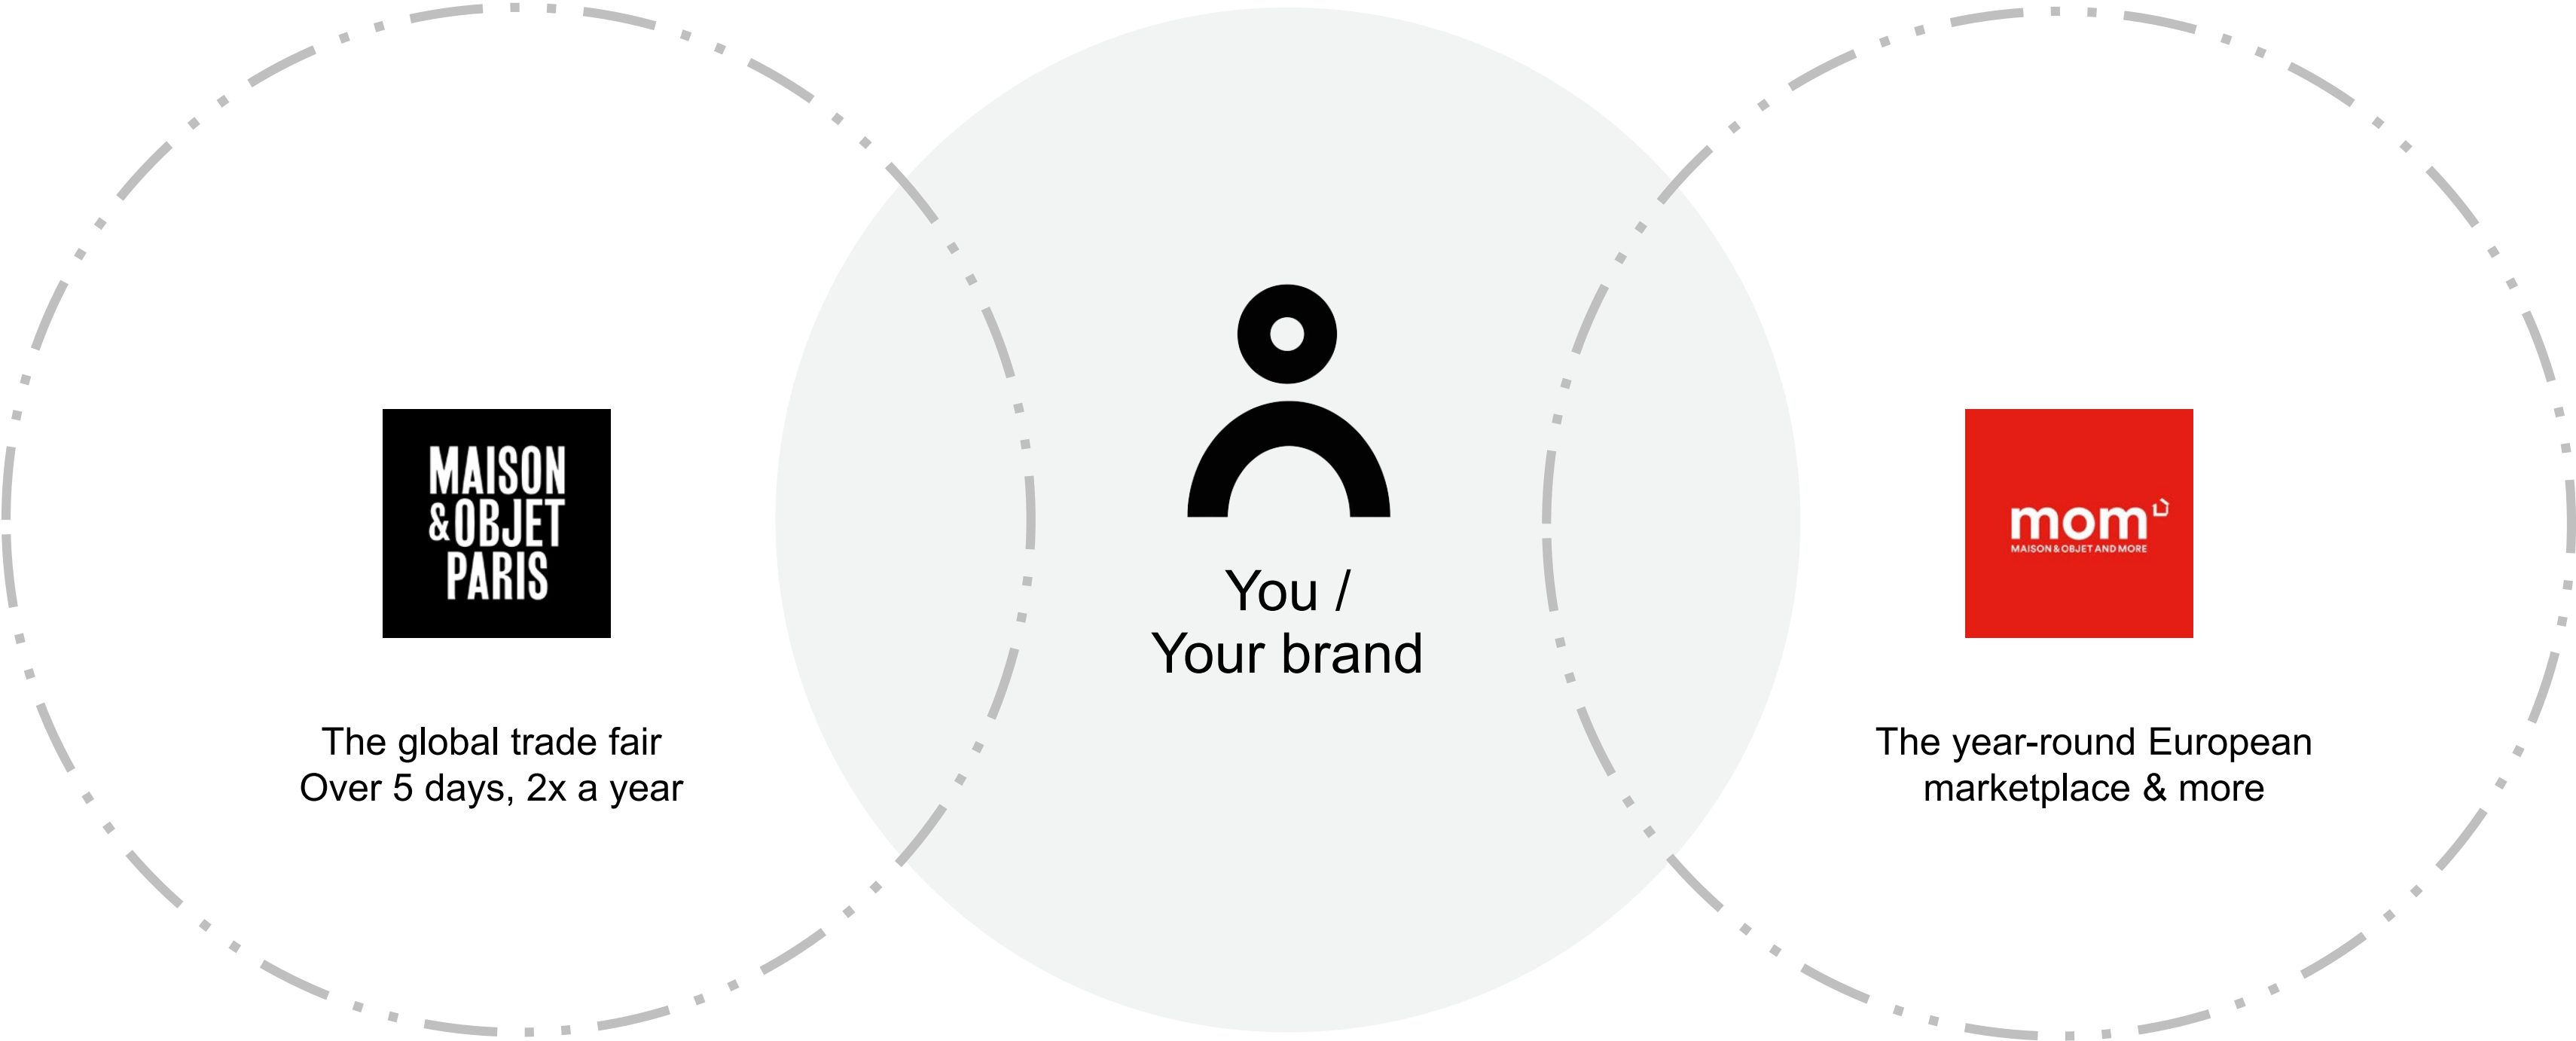 MAISON
&OBJET
PARIS
The global trade fair
Over 5 days, 2x a year
You /
Your brand
mom
MAISON&OBJET AND MORE
The year-round European
marketplace & more